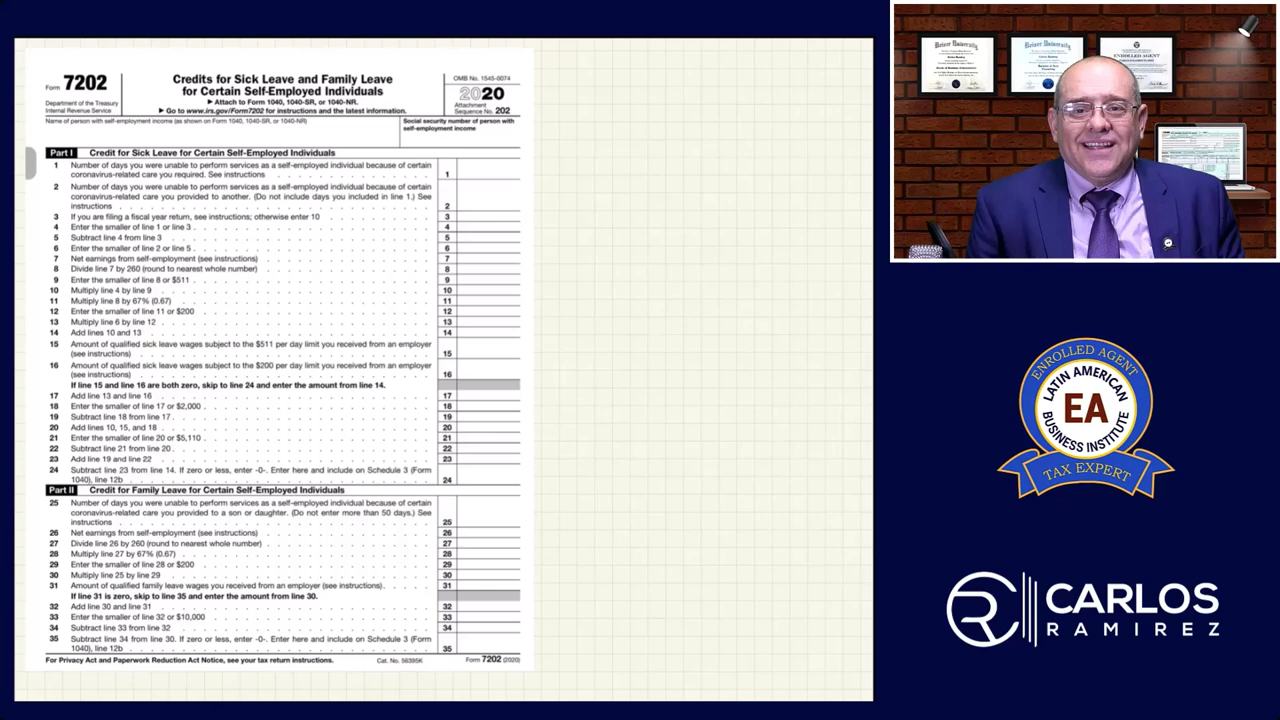 Form 7202
Department of the Treasury
Internal Revenue Service
Credits for Sick Leave and Family Leave
for Certain Self-Employed Individuals
▶ Attach to Form 1040, 1040-SR, or 1040-NR.
▶ Go to www.irs.gov/Form7202 for instructions and the latest information.
OMB No. 1545-0074
2020
Attachment
Sequence No. 202
Name of person with self-employment income (as shown on Form 1040, 1040-SR, or 1040-NR)
Social security number of person with
self-employment income
Part I Credit for Sick Leave for Certain Self-Employed Individuals
1 Number of days you were unable to perform services as a self-employed individual because of certain
coronavirus-related care you required. See instructions . . . . . . . . . . . . . . 1
2 Number of days you were unable to perform services as a self-employed individual because of certain
coronavirus-related care you provided to another. (Do not include days you included in line 1.) See
instructions . . . . . . . . . . . . . . . . . . . . . . . . 2
3 If you are filing a fiscal year return, see instructions; otherwise enter 10 . . . . . . . . . 3
4 Enter the smaller of line 1 or line 3 . . . . . . . . . . . . . . . . . . . 4
5 Subtract line 4 from line 3 . . . . . . . . . . . . . . . . . . . . . 5
6 Enter the smaller of line 2 or line 5 . . . . . . . . . . . . . . . . . . . 6
7 Net earnings from self-employment (see instructions) . . . . . . . . . . . . . . 7
8 Divide line 7 by 260 (round to nearest whole number) . . . . . . . . . . . . . . 8
9 Enter the smaller of line 8 or $511 . . . . . . . . . . . . . . . . . . . 9
10 Multiply line 4 by line 9 . . . . . . . . . . . . . . . . . . . . . . 10
11 Multiply line 8 by 67% (0.67) . . . . . . . . . . . . . . . . . . . . 11
12 Enter the smaller of line 11 or $200 . . . . . . . . . . . . . . . . . . 12
13 Multiply line 6 by line 12 . . . . . . . . . . . . . . . . . . . . . 13
14 Add lines 10 and 13 . . . . . . . . . . . . . . . . . . . . . . . 14
15 Amount of qualified sick leave wages subject to the $511 per day limit you received from an employer
(see instructions) . . . . . . . . . . . . . . . . . . . . . . . 15
16 Amount of qualified sick leave wages subject to the $200 per day limit you received from an employer
(see instructions) . . . . . . . . . . . . . . . . . . . . . . . 16
If line 15 and line 16 are both zero, skip to line 24 and enter the amount from line 14.
17 Add line 13 and line 16 . . . . . . . . . . . . . . . . . . . . . . 17
18 Enter the smaller of line 17 or $2,000 . . . . . . . . . . . . . . . . . . 18
19 Subtract line 18 from line 17 . . . . . . . . . . . . . . . . . . . . . 19
20 Add lines 10, 15, and 18 . . . . . . . . . . . . . . . . . . . . . 20
21 Enter the smaller of line 20 or $5,110 . . . . . . . . . . . . . . . . . . 21
22 Subtract line 21 from line 20 . . . . . . . . . . . . . . . . . . . . . 22
23 Add line 19 and line 22 . . . . . . . . . . . . . . . . . . . . . . 23
24 Subtract line 23 from line 14. If zero or less, enter -0-. Enter here and include on Schedule 3 (Form
1040), line 12b . . . . . . . . . . . . . . . . . . . . . . . . 24
Part II Credit for Family Leave for Certain Self-Employed Individuals
25 Number of days you were unable to perform services as a self-employed individual because of certain
coronavirus-related care you provided to a son or daughter. (Do not enter more than 50 days.) See
instructions . . . . . . . . . . . . . . . . . . . . . . . . 25
26 Net earnings from self-employment (see instructions) . . . . . . . . . . . . . . 26
27 Divide line 26 by 260 (round to nearest whole number) . . . . . . . . . . . . . 27
28 Multiply line 27 by 67% (0.67) . . . . . . . . . . . . . . . . . . . . 28
29 Enter the smaller of line 28 or $200 . . . . . . . . . . . . . . . . . . 29
30 Multiply line 25 by line 29 . . . . . . . . . . . . . . . . . . . . . 30
31 Amount of qualified family leave wages you received from an employer (see instructions) . . . . . 31
If line 31 is zero, skip to line 35 and enter the amount from line 30.
32 Add line 30 and line 31 . . . . . . . . . . . . . . . . . . . . . . 32
33 Enter the smaller of line 32 or $10,000 . . . . . . . . . . . . . . . . . 33
34 Subtract line 33 from line 32 . . . . . . . . . . . . . . . . . . . . 34
35 Subtract line 34 from line 30. If zero or less, enter -0-. Enter here and include on Schedule 3 (Form
1040), line 12b . . . . . . . . . . . . . . . . . . . . . . . . 35
For Privacy Act and Paperwork Reduction Act Notice, see your tax return instructions. Cat. No. 56395K Form 7202 (2020)
ENROLLED AGENT
LATIN AMERICAN
EA
BUSINESS INSTITUTE
TAX EXPERT
CARLOS
RAMIREZ